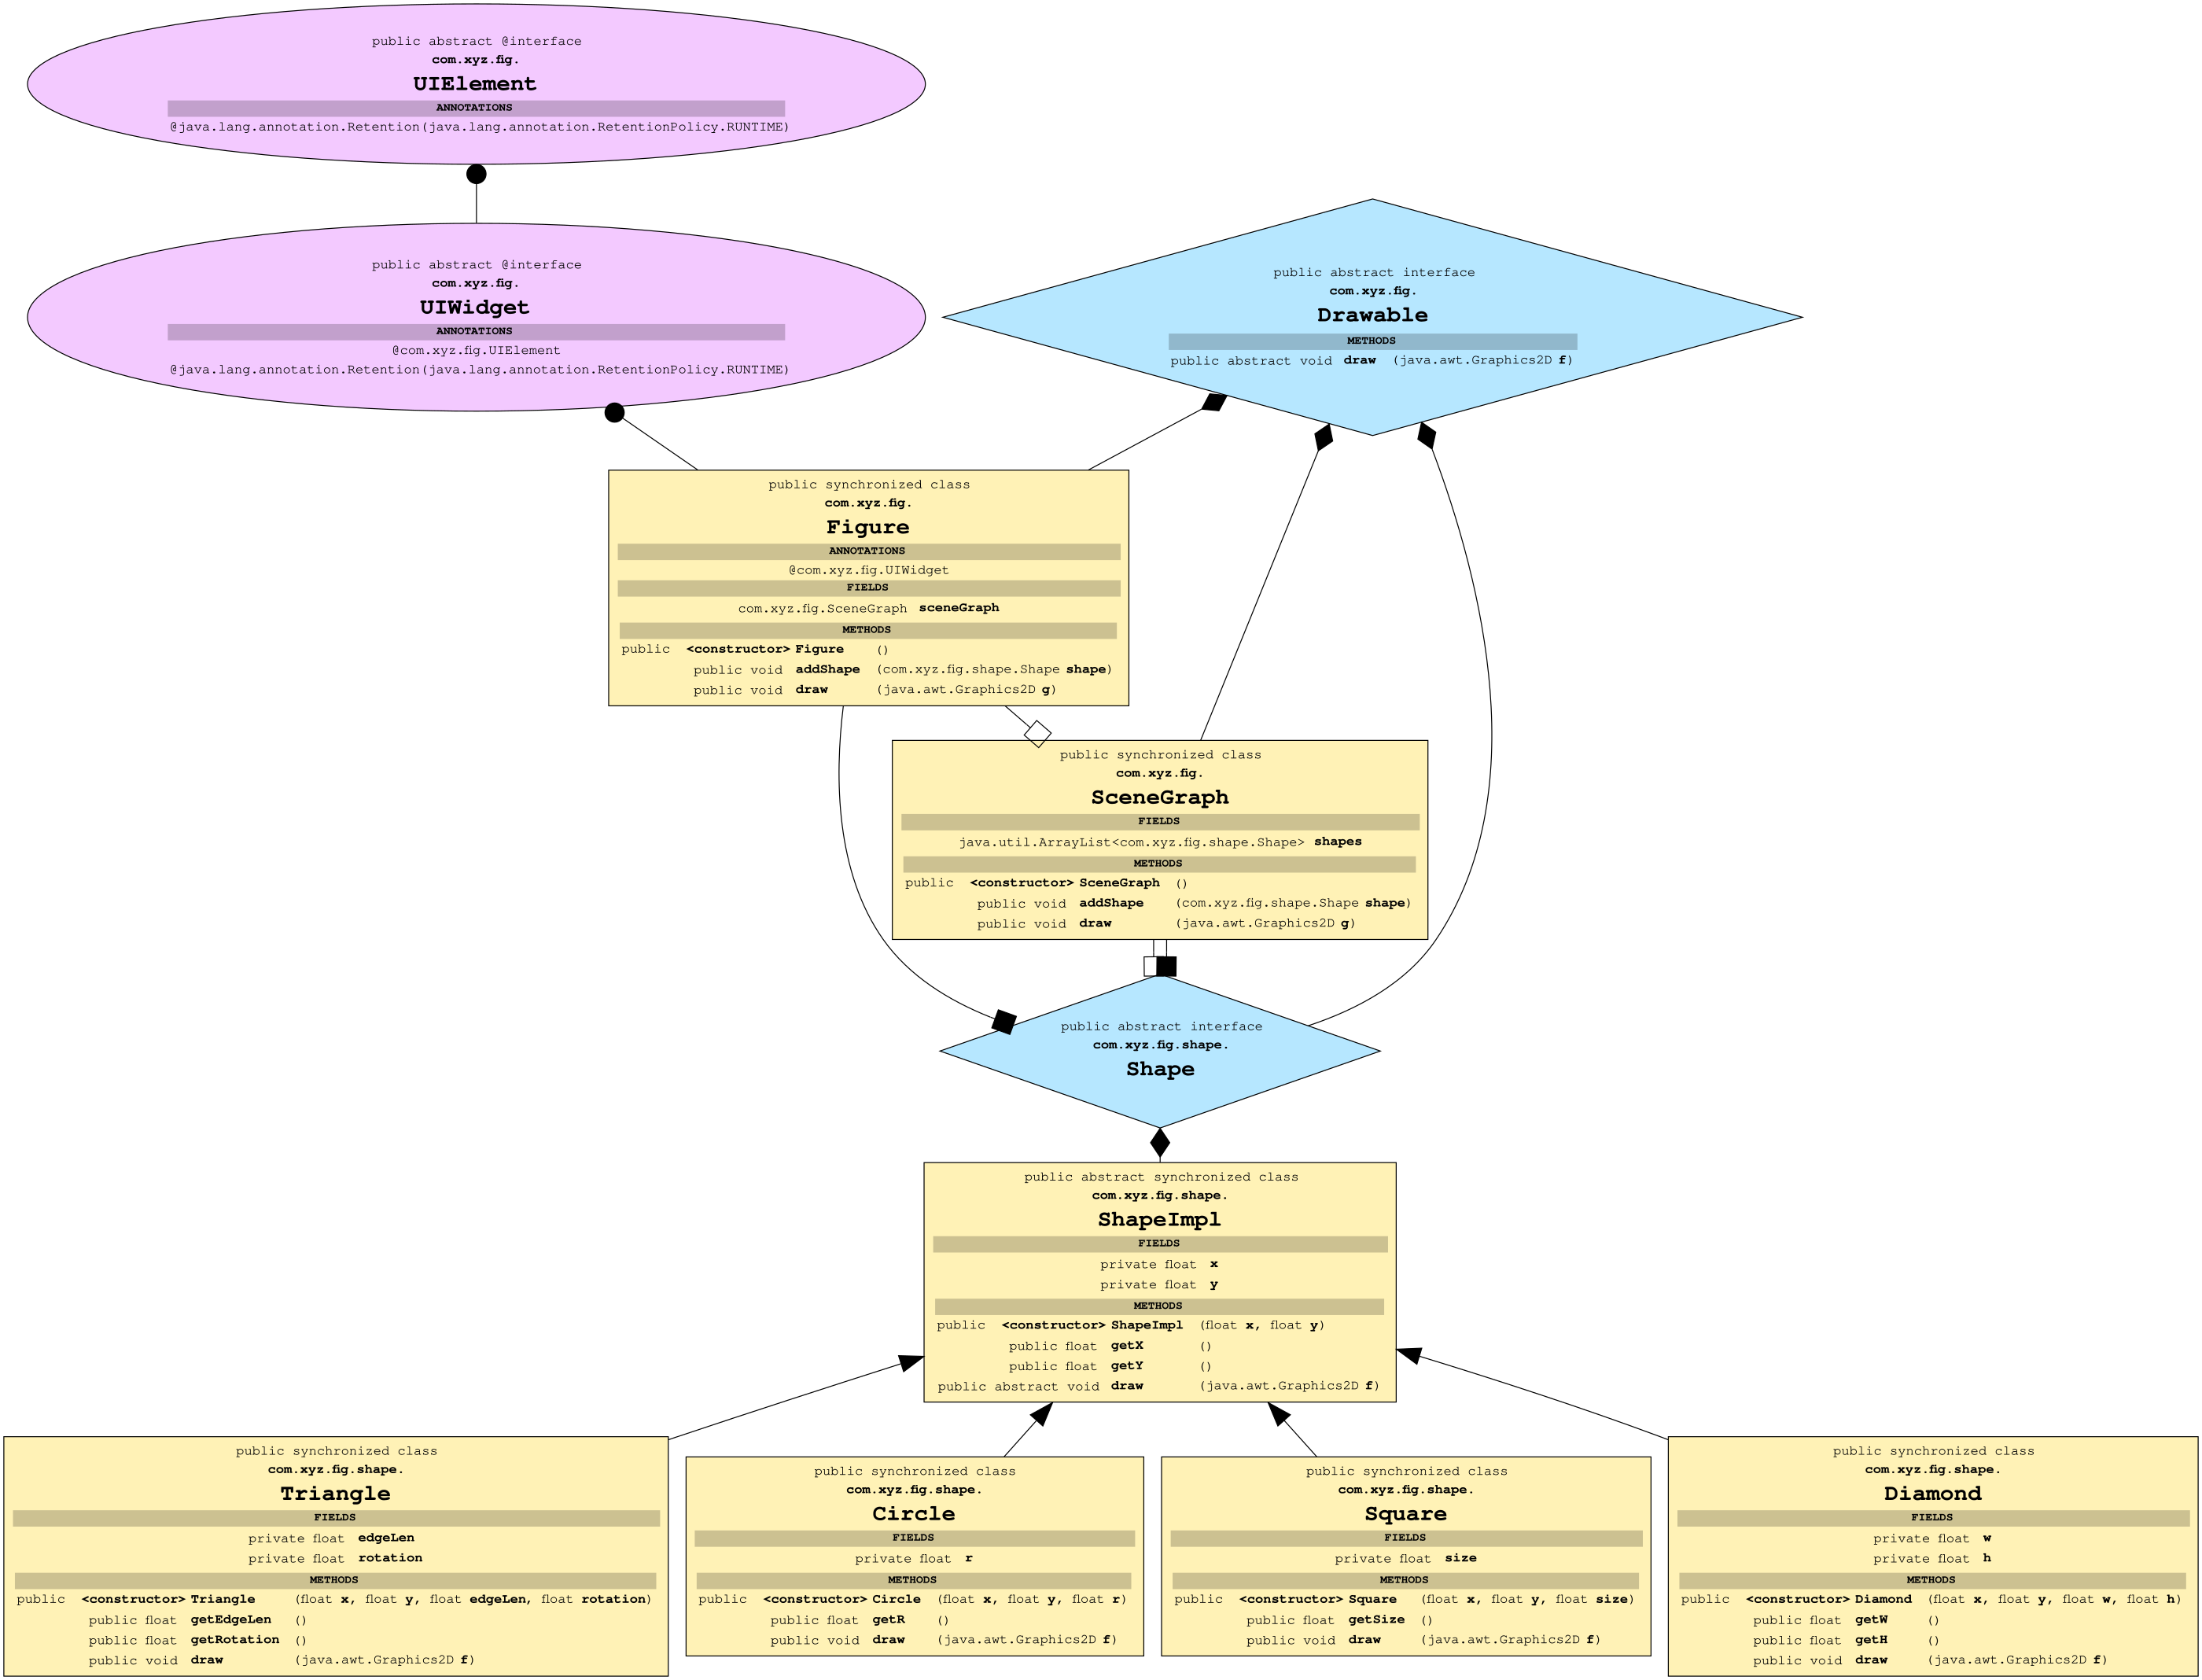 public abstract @interface
com.xyz.fig.
UIElement
ANNOTATIONS
@java.lang.annotation.Retention(java.lang.annotation.RetentionPolicy.RUNTIME)
public abstract @interface
com.xyz.fig.
UIWidget
ANNOTATIONS
@com.xyz.fig.UIElement
@java.lang.annotation.Retention(java.lang.annotation.RetentionPolicy.RUNTIME)
public abstract interface
com.xyz.fig.
Drawable
METHODS
public abstract void draw (java.awt.Graphics2D f)
public synchronized class
com.xyz.fig.
Figure
ANNOTATIONS
@com.xyz.fig.UIWidget
FIELDS
com.xyz.fig.SceneGraph sceneGraph
METHODS
public <constructor> Figure ()
public void addShape (com.xyz.fig.shape.Shape shape)
public void draw (java.awt.Graphics2D g)
public synchronized class
com.xyz.fig.
SceneGraph
FIELDS
java.util.ArrayList<com.xyz.fig.shape.Shape> shapes
METHODS
public <constructor> SceneGraph ()
public void addShape (com.xyz.fig.shape.Shape shape)
public void draw (java.awt.Graphics2D g)
public abstract interface
com.xyz.fig.shape.
Shape
public abstract synchronized class
com.xyz.fig.shape.
ShapeImpl
FIELDS
private float x
private float y
METHODS
public <constructor> ShapeImpl (float x, float y)
public float getX ()
public float getY ()
public abstract void draw (java.awt.Graphics2D f)
public synchronized class
com.xyz.fig.shape.
Triangle
FIELDS
private float edgeLen
private float rotation
METHODS
public <constructor> Triangle (float x, float y, float edgeLen, float rotation)
public float getEdgeLen ()
public float getRotation ()
public void draw (java.awt.Graphics2D f)
public synchronized class
com.xyz.fig.shape.
Circle
FIELDS
private float r
METHODS
public <constructor> Circle (float x, float y, float r)
public float getR ()
public void draw (java.awt.Graphics2D f)
public synchronized class
com.xyz.fig.shape.
Square
FIELDS
private float size
METHODS
public <constructor> Square (float x, float y, float size)
public float getSize ()
public void draw (java.awt.Graphics2D f)
public synchronized class
com.xyz.fig.shape.
Diamond
FIELDS
private float w
private float h
METHODS
public <constructor> Diamond (float x, float y, float w, float h)
public float getW ()
public float getH ()
public void draw (java.awt.Graphics2D f)